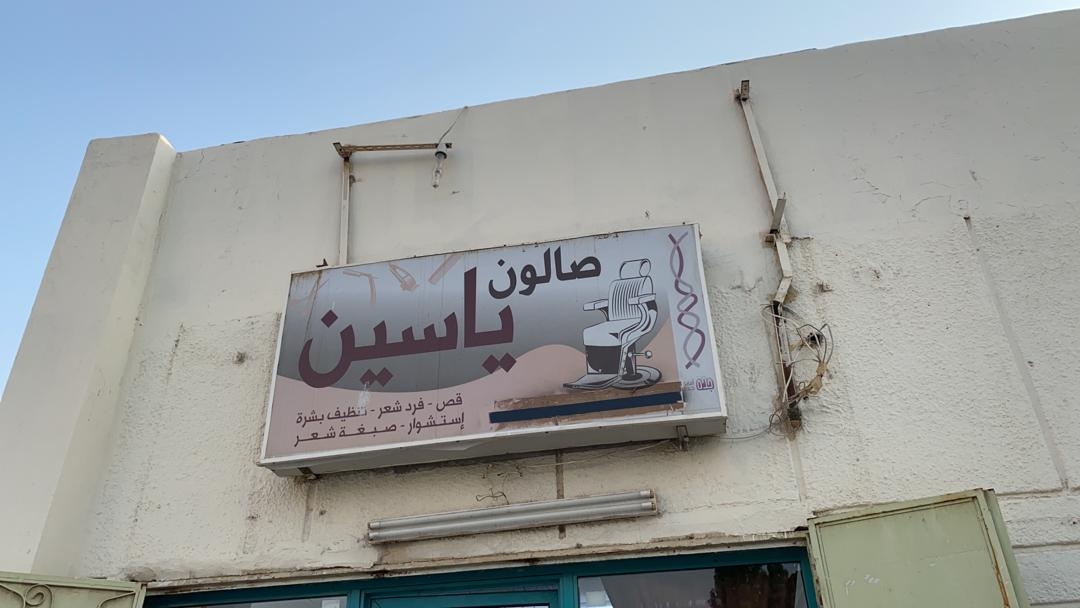 صالون
ياسين
قص - فرد شعر - تنظيف بشرة
إستشوار - صبغة شعر